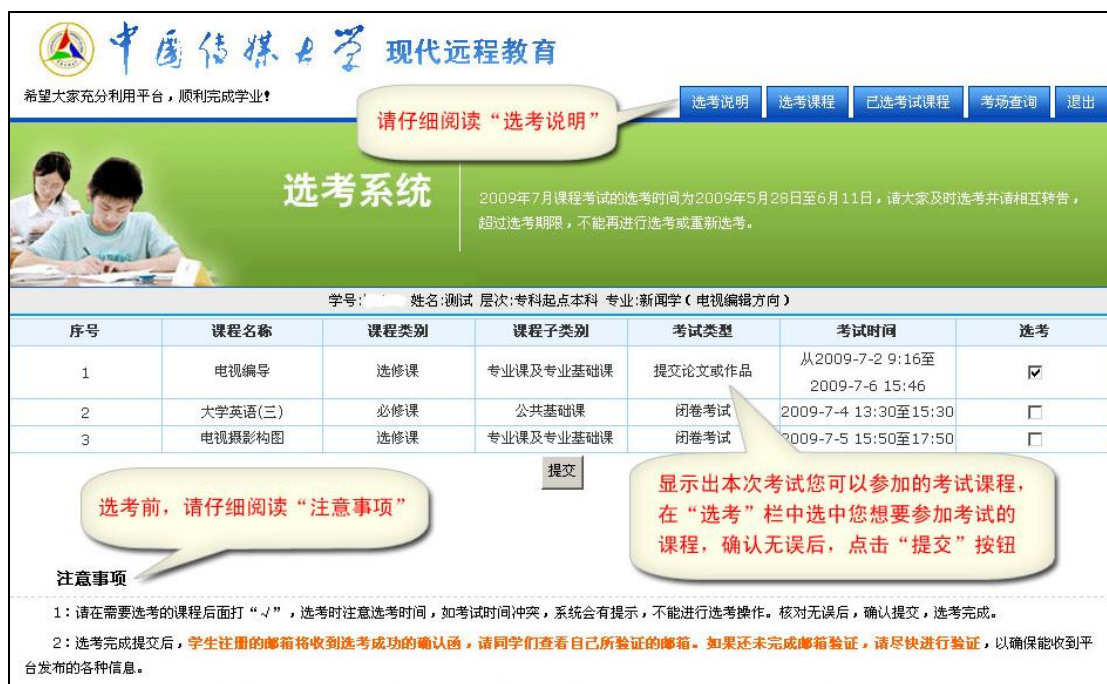 中国传媒大学 现代远程教育
希望大家充分利用平台，顺利完成学业！
选考说明 选考课程 已选考试课程 考场查询 退出
请仔细阅读“选考说明”
选考系统
2009年7月课程考试的选考时间为2009年5月28日至6月11日，请大家及时选考并请相互转告，
超过选考期限，不能再进行选考或重新选考。
学号: 姓名:测试 层次:专科起点本科 专业:新闻学(电视编辑方向)
序号 课程名称 课程类别 课程子类别 考试类型 考试时间 选考
1 电视编导 选修课 专业课及专业基础课 提交论文或作品 从2009-7-2 9:16至
2009-7-6 15:46
2 大学英语(三) 必修课 公共基础课 闭卷考试 2009-7-4 13:30至15:30
3 电视摄影构图 选修课 专业课及专业基础课 闭卷考试 2009-7-5 15:50至17:50
提交
选考前，请仔细阅读“注意事项”
显示出本次考试您可以参加的考试课程，
在“选考”栏中选中您想要参加考试的
课程，确认无误后，点击“提交”按钮
注意事项
1：请在需要选考的课程后面打“√”，选考时注意选考时间，如考试时间冲突，系统会有提示，不能进行选考操作。核对无误后，确认提交，选考完成。
2：选考完成提交后，学生注册的邮箱将收到选考成功的确认函，请同学们查看自己所验证的邮箱。如果还未完成邮箱验证，请尽快进行验证，以确保能收到平
台发布的各种信息。